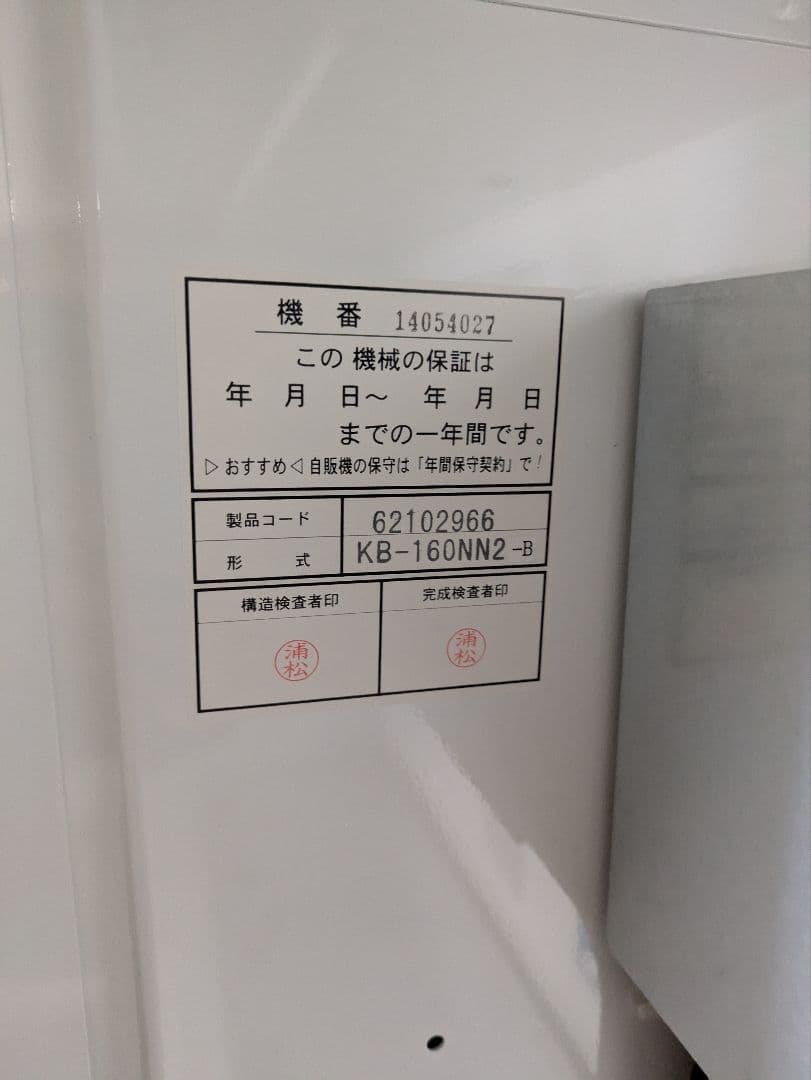 機 番 14054027
この機械の保証は
年 月 日〜 年 月 日
までの一年間です。
▷おすすめ◁自販機の保守は「年間保守契約」で！
製品コード 62102966
形 式 KB-160NN2-B
構造検査者印 完成検査者印
浦松 浦松